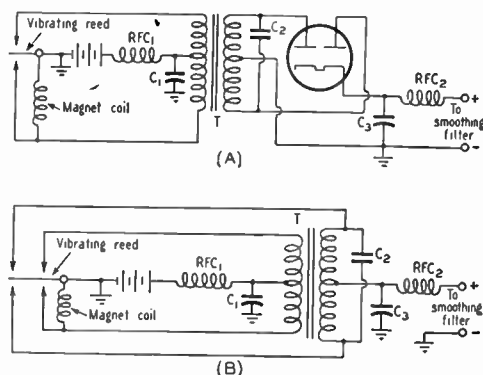 Vibrating reed
RFC1
C1
Magnet coil
T
C2
C3
RFC2
+
To
smoothing
filter
-
(A)
Vibrating reed
RFC1
C1
Magnet coil
T
C2
C3
RFC2
+
To
smoothing
filter
-
(B)